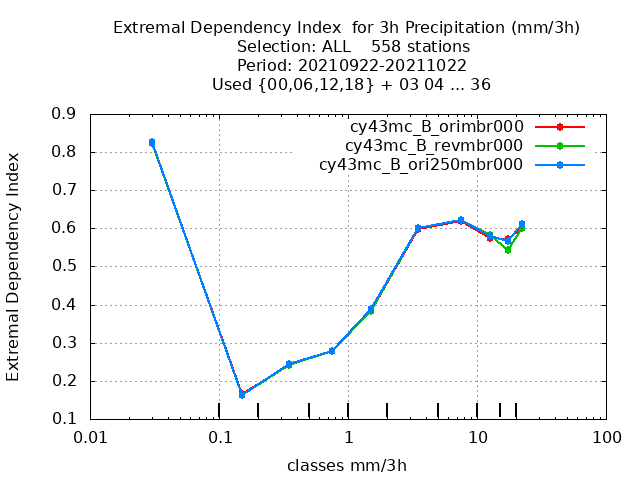 Extremal Dependency Index  for 3h Precipitation (mm/3h)
Selection: ALL    558 stations
Period: 20210922-20211022
Used {00,06,12,18} + 03 04 ... 36
cy43mc_B_orimbr000
cy43mc_B_revmbr000
cy43mc_B_ori250mbr000
Extremal Dependency Index
0.9
0.8
0.7
0.6
0.5
0.4
0.3
0.2
0.1
0.01
0.1
1
10
100
classes mm/3h